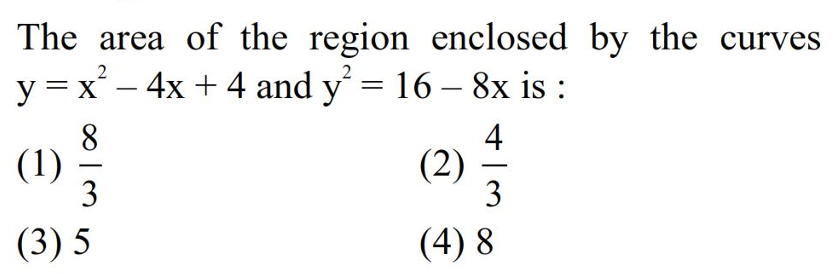 The area of the region enclosed by the curves
y = x² – 4x + 4 and y² = 16 – 8x is :
(1) 8/3 (2) 4/3
(3) 5 (4) 8